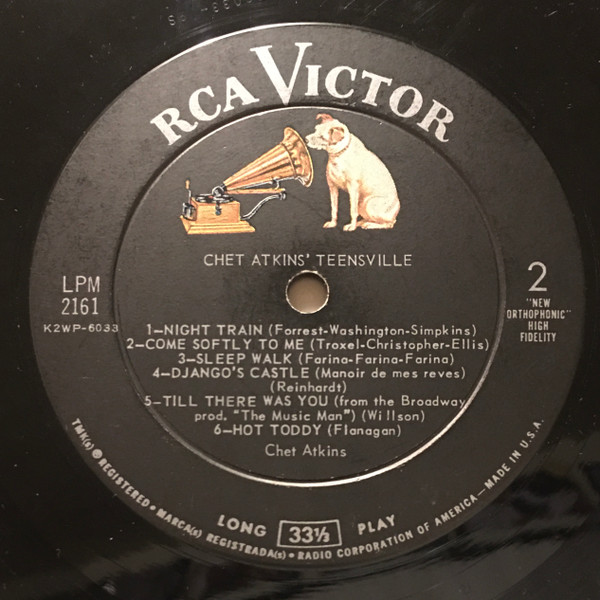 RCA VICTOR
CHET ATKINS' TEENSVILLE
LPM
2161
K2WP-6033
2
"NEW
ORTHOPHONIC"
HIGH
FIDELITY
1—NIGHT TRAIN (Forrest-Washington-Simpkins)
2—COME SOFTLY TO ME (Troxel-Christopher-Ellis)
3—SLEEP WALK (Farina-Farina-Farina)
4—DJANGO'S CASTLE (Manoir de mes reves)
(Reinhardt)
5—TILL THERE WAS YOU (from the Broadway
prod. "The Music Man") (Willson)
6—HOT TODDY (Flanagan)
Chet Atkins
LONG 33⅓ PLAY
TMK(s) ® REGISTERED • MARCA(s) REGISTRADA(s) • RADIO CORPORATION OF AMERICA—MADE IN U.S.A.